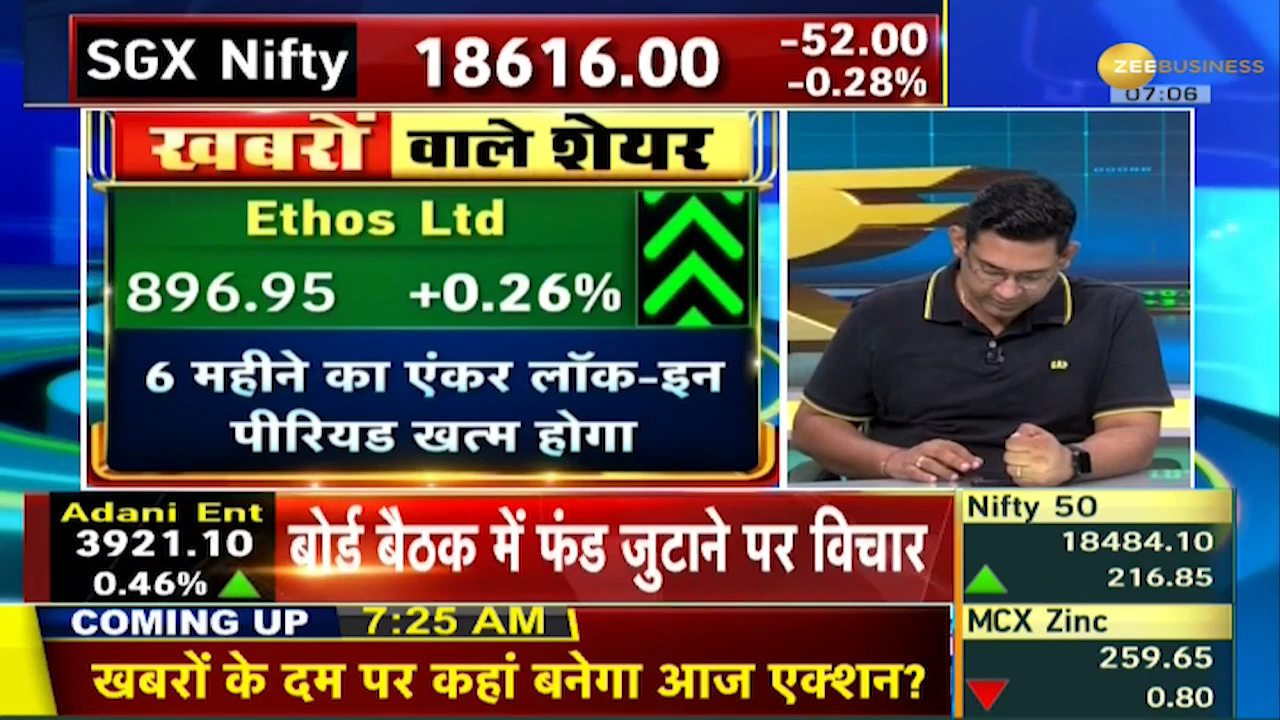 SGX Nifty 18616.00 -52.00
-0.28%
ZEEBUSINESS
07:06
खबरों वाले शेयर
Ethos Ltd
896.95 +0.26%
6 महीने का एंकर लॉक-इन
पीरियड खत्म होगा
GAP
Adani Ent
3921.10
0.46%
बोर्ड बैठक में फंड जुटाने पर विचार
Nifty 50
18484.10
216.85
COMING UP 7:25 AM
खबरों के दम पर कहां बनेगा आज एक्शन?
MCX Zinc
259.65
0.80